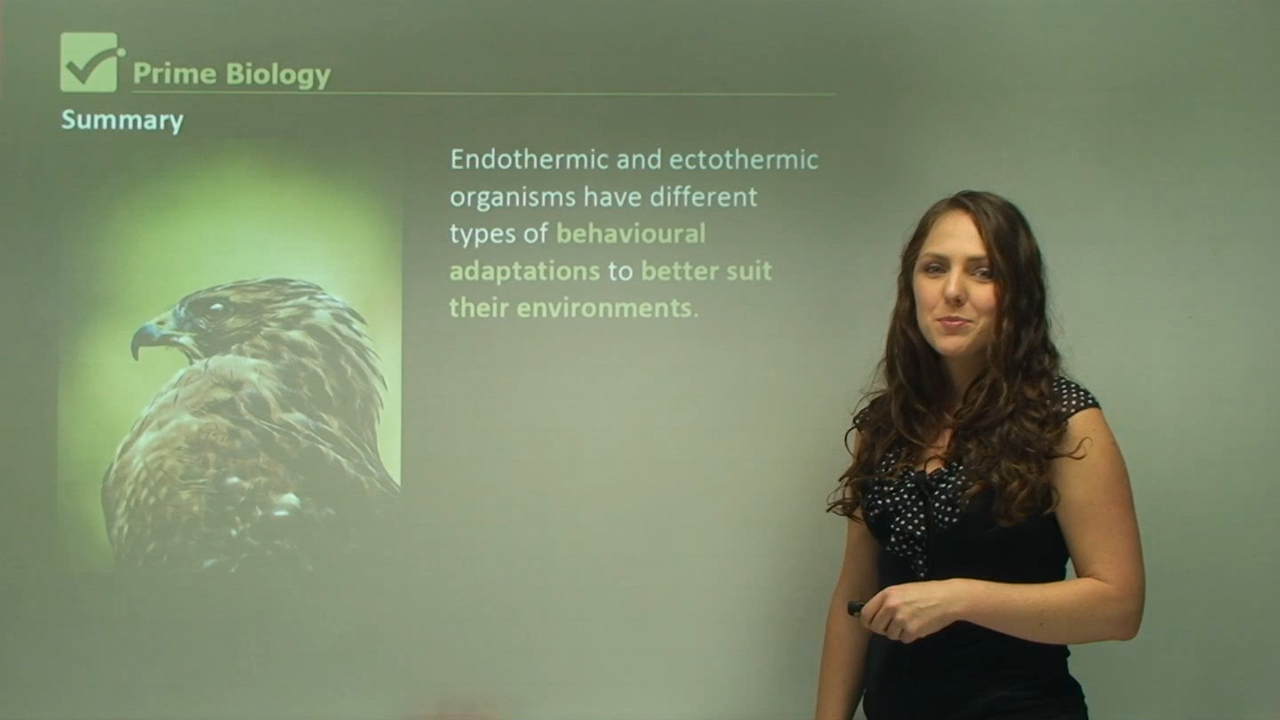 Prime Biology
Summary
Endothermic and ectothermic
organisms have different
types of behavioural
adaptations to better suit
their environments.